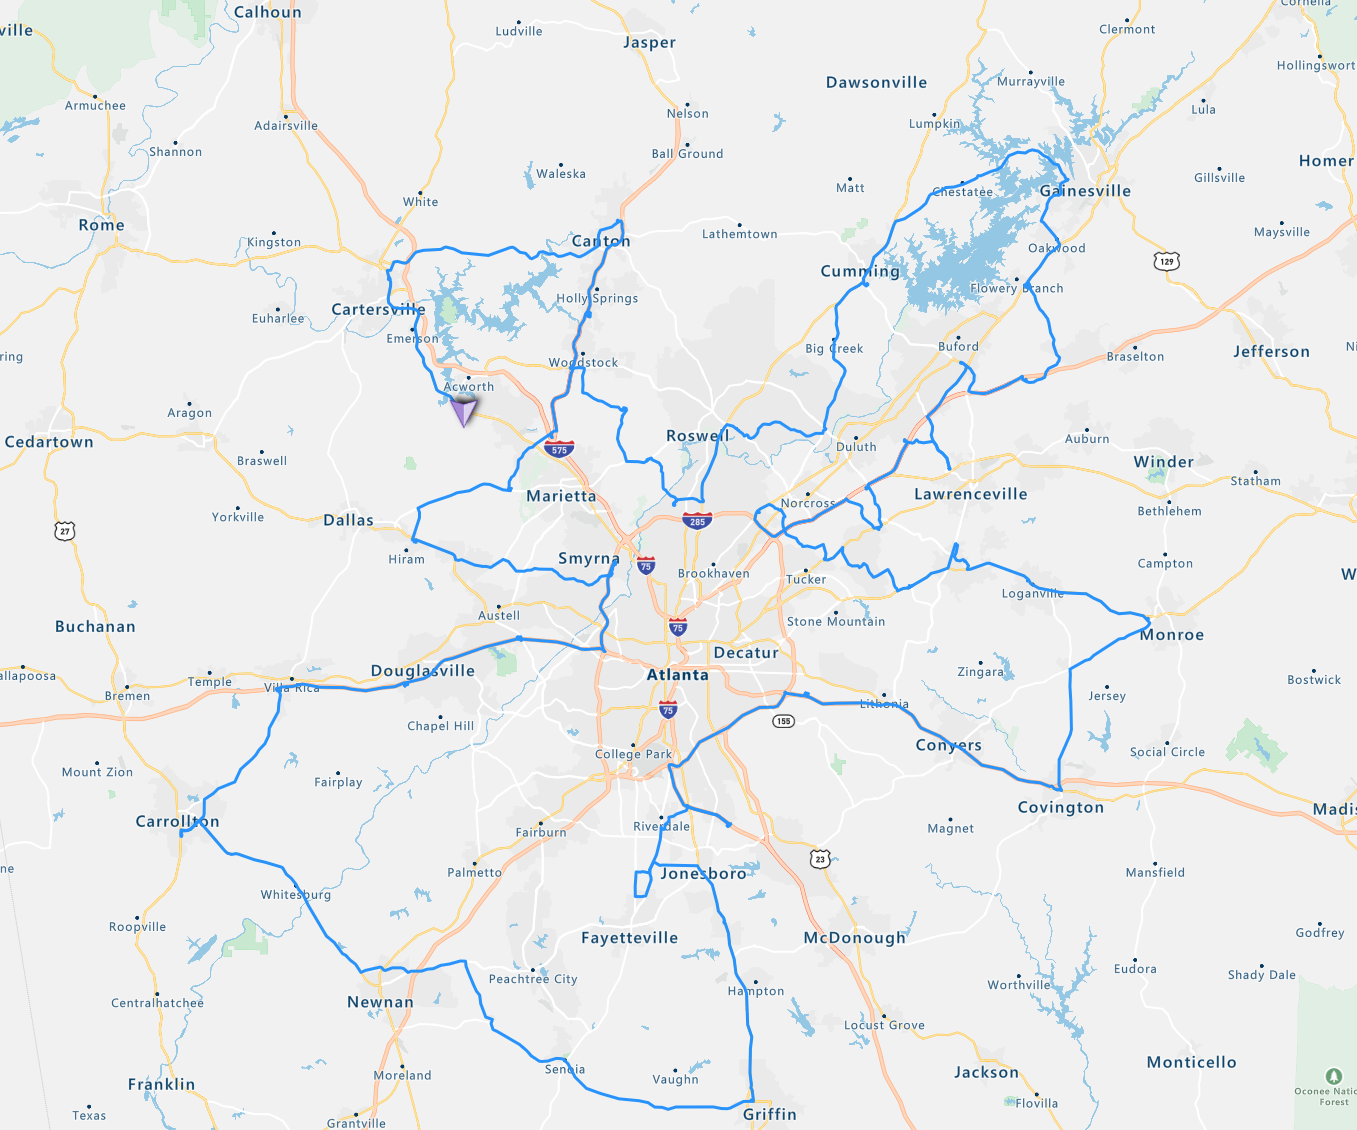 Calhoun
ville
Ludville
Jasper
Clermont
Cornelia
Hollingswort
Dawsonville
Murrayville
Armuchee
Adairsville
Nelson
Lumpkin
Lula
Shannon
Ball Ground
Homer
Waleska
Matt
Chestatee
Gainesville
Gillsville
White
Rome
Kingston
Canton
Lathemtown
Oakwood
Maysville
129
Cumming
Flowery Branch
Holly Springs
Cartersville
Euharlee
Emerson
Buford
Big Creek
Braselton
Jefferson
Ni
ring
Woodstock
Acworth
Aragon
Cedartown
Roswell
Duluth
Auburn
575
Braswell
Winder
Statham
Marietta
Norcross
Lawrenceville
Bethlehem
Yorkville
Dallas
285
27
Hiram
Smyrna
75
Brookhaven
Tucker
Campton
W
Loganville
Austell
Stone Mountain
Buchanan
75
Monroe
Decatur
Douglasville
Atlanta
Zingara
allapoosa
Temple
Bremen
Villa Rica
Bostwick
Jersey
Lithonia
75
155
Chapel Hill
College Park
Conyers
Social Circle
Mount Zion
Fairplay
Covington
Madis
Carrollton
Fairburn
Riverdale
Magnet
23
ne
Palmetto
Jonesboro
Mansfield
Whitesburg
Roopville
Fayetteville
McDonough
Godfrey
Eudora
Shady Dale
Peachtree City
Hampton
Worthville
Centralhatchee
Newnan
Locust Grove
Senoia
Vaughn
Moreland
Jackson
Monticello
Franklin
Oconee Natio
Forest
Texas
Grantville
Griffin
Flovilla